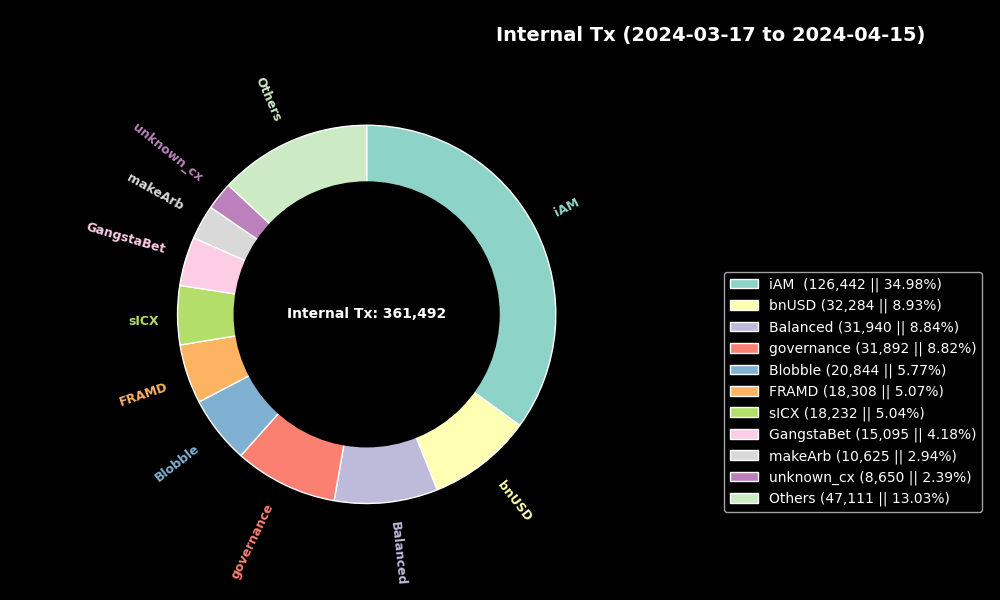 Internal Tx (2024-03-17 to 2024-04-15)
Others
unknown_cx
makeArb
GangstaBet
sICX
FRAMD
Blobble
governance
Balanced
bnUSD
iAM
Internal Tx: 361,492
iAM  (126,442 || 34.98%)
bnUSD (32,284 || 8.93%)
Balanced (31,940 || 8.84%)
governance (31,892 || 8.82%)
Blobble (20,844 || 5.77%)
FRAMD (18,308 || 5.07%)
sICX (18,232 || 5.04%)
GangstaBet (15,095 || 4.18%)
makeArb (10,625 || 2.94%)
unknown_cx (8,650 || 2.39%)
Others (47,111 || 13.03%)